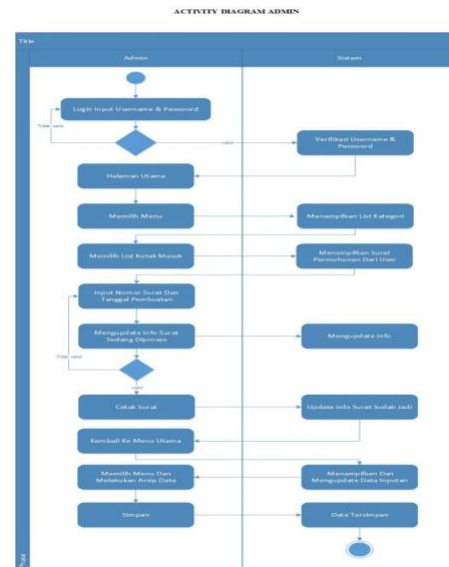 ACTIVITY DIAGRAM ADMIN
Title
Admin
Sistem
Login Input Username & Password
Tidak valid
valid
Verifikasi Username &
Password
Halaman Utama
Memilih Menu
Menampilkan List Kategori
Memilih List Kotak Masuk
Menampilkan Surat
Permohonan Dari User
Input Nomor Surat Dan
Tanggal Pembuatan
Mengupdate Info Surat
Sedang Diproses
Mengupdate Info
Tidak valid
valid
Cetak Surat
Update Info Surat Sudah Jadi
Kembali Ke Menu Utama
Memilih Menu Dan
Melakukan Arsip Data
Menampilkan Dan
Mengupdate Data Inputan
Simpan
Data Tersimpan